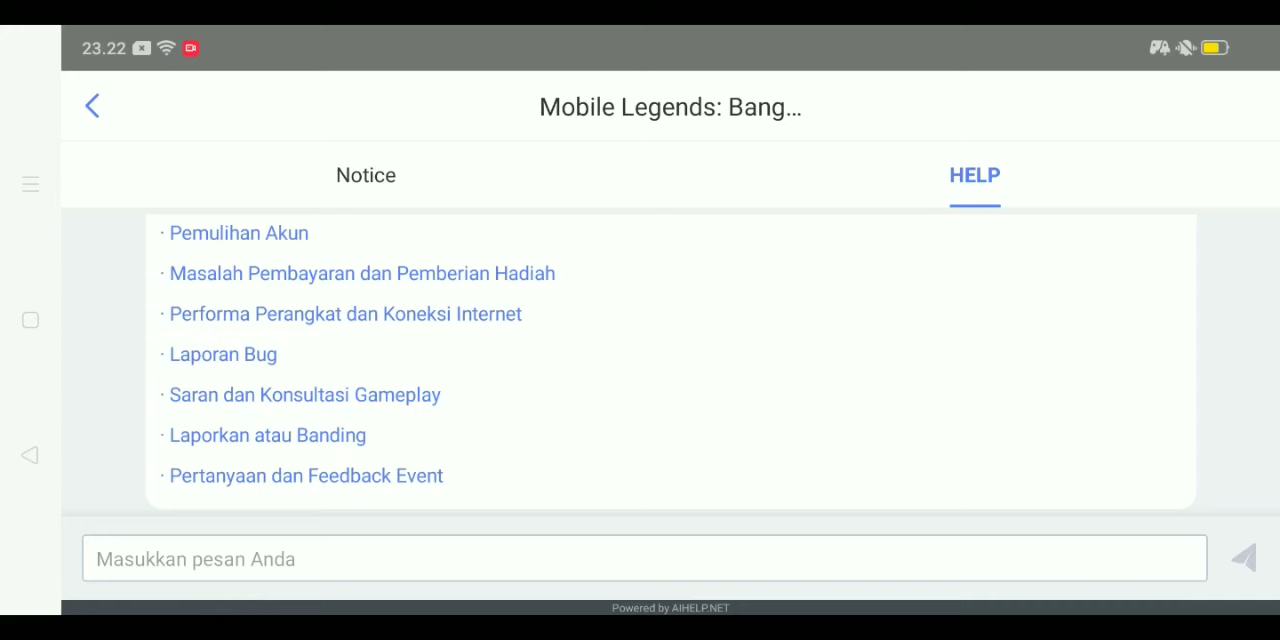 23.22
Mobile Legends: Bang...
Notice
HELP
· Pemulihan Akun
· Masalah Pembayaran dan Pemberian Hadiah
· Performa Perangkat dan Koneksi Internet
· Laporan Bug
· Saran dan Konsultasi Gameplay
· Laporkan atau Banding
· Pertanyaan dan Feedback Event
Masukkan pesan Anda
Powered by AIHELP.NET